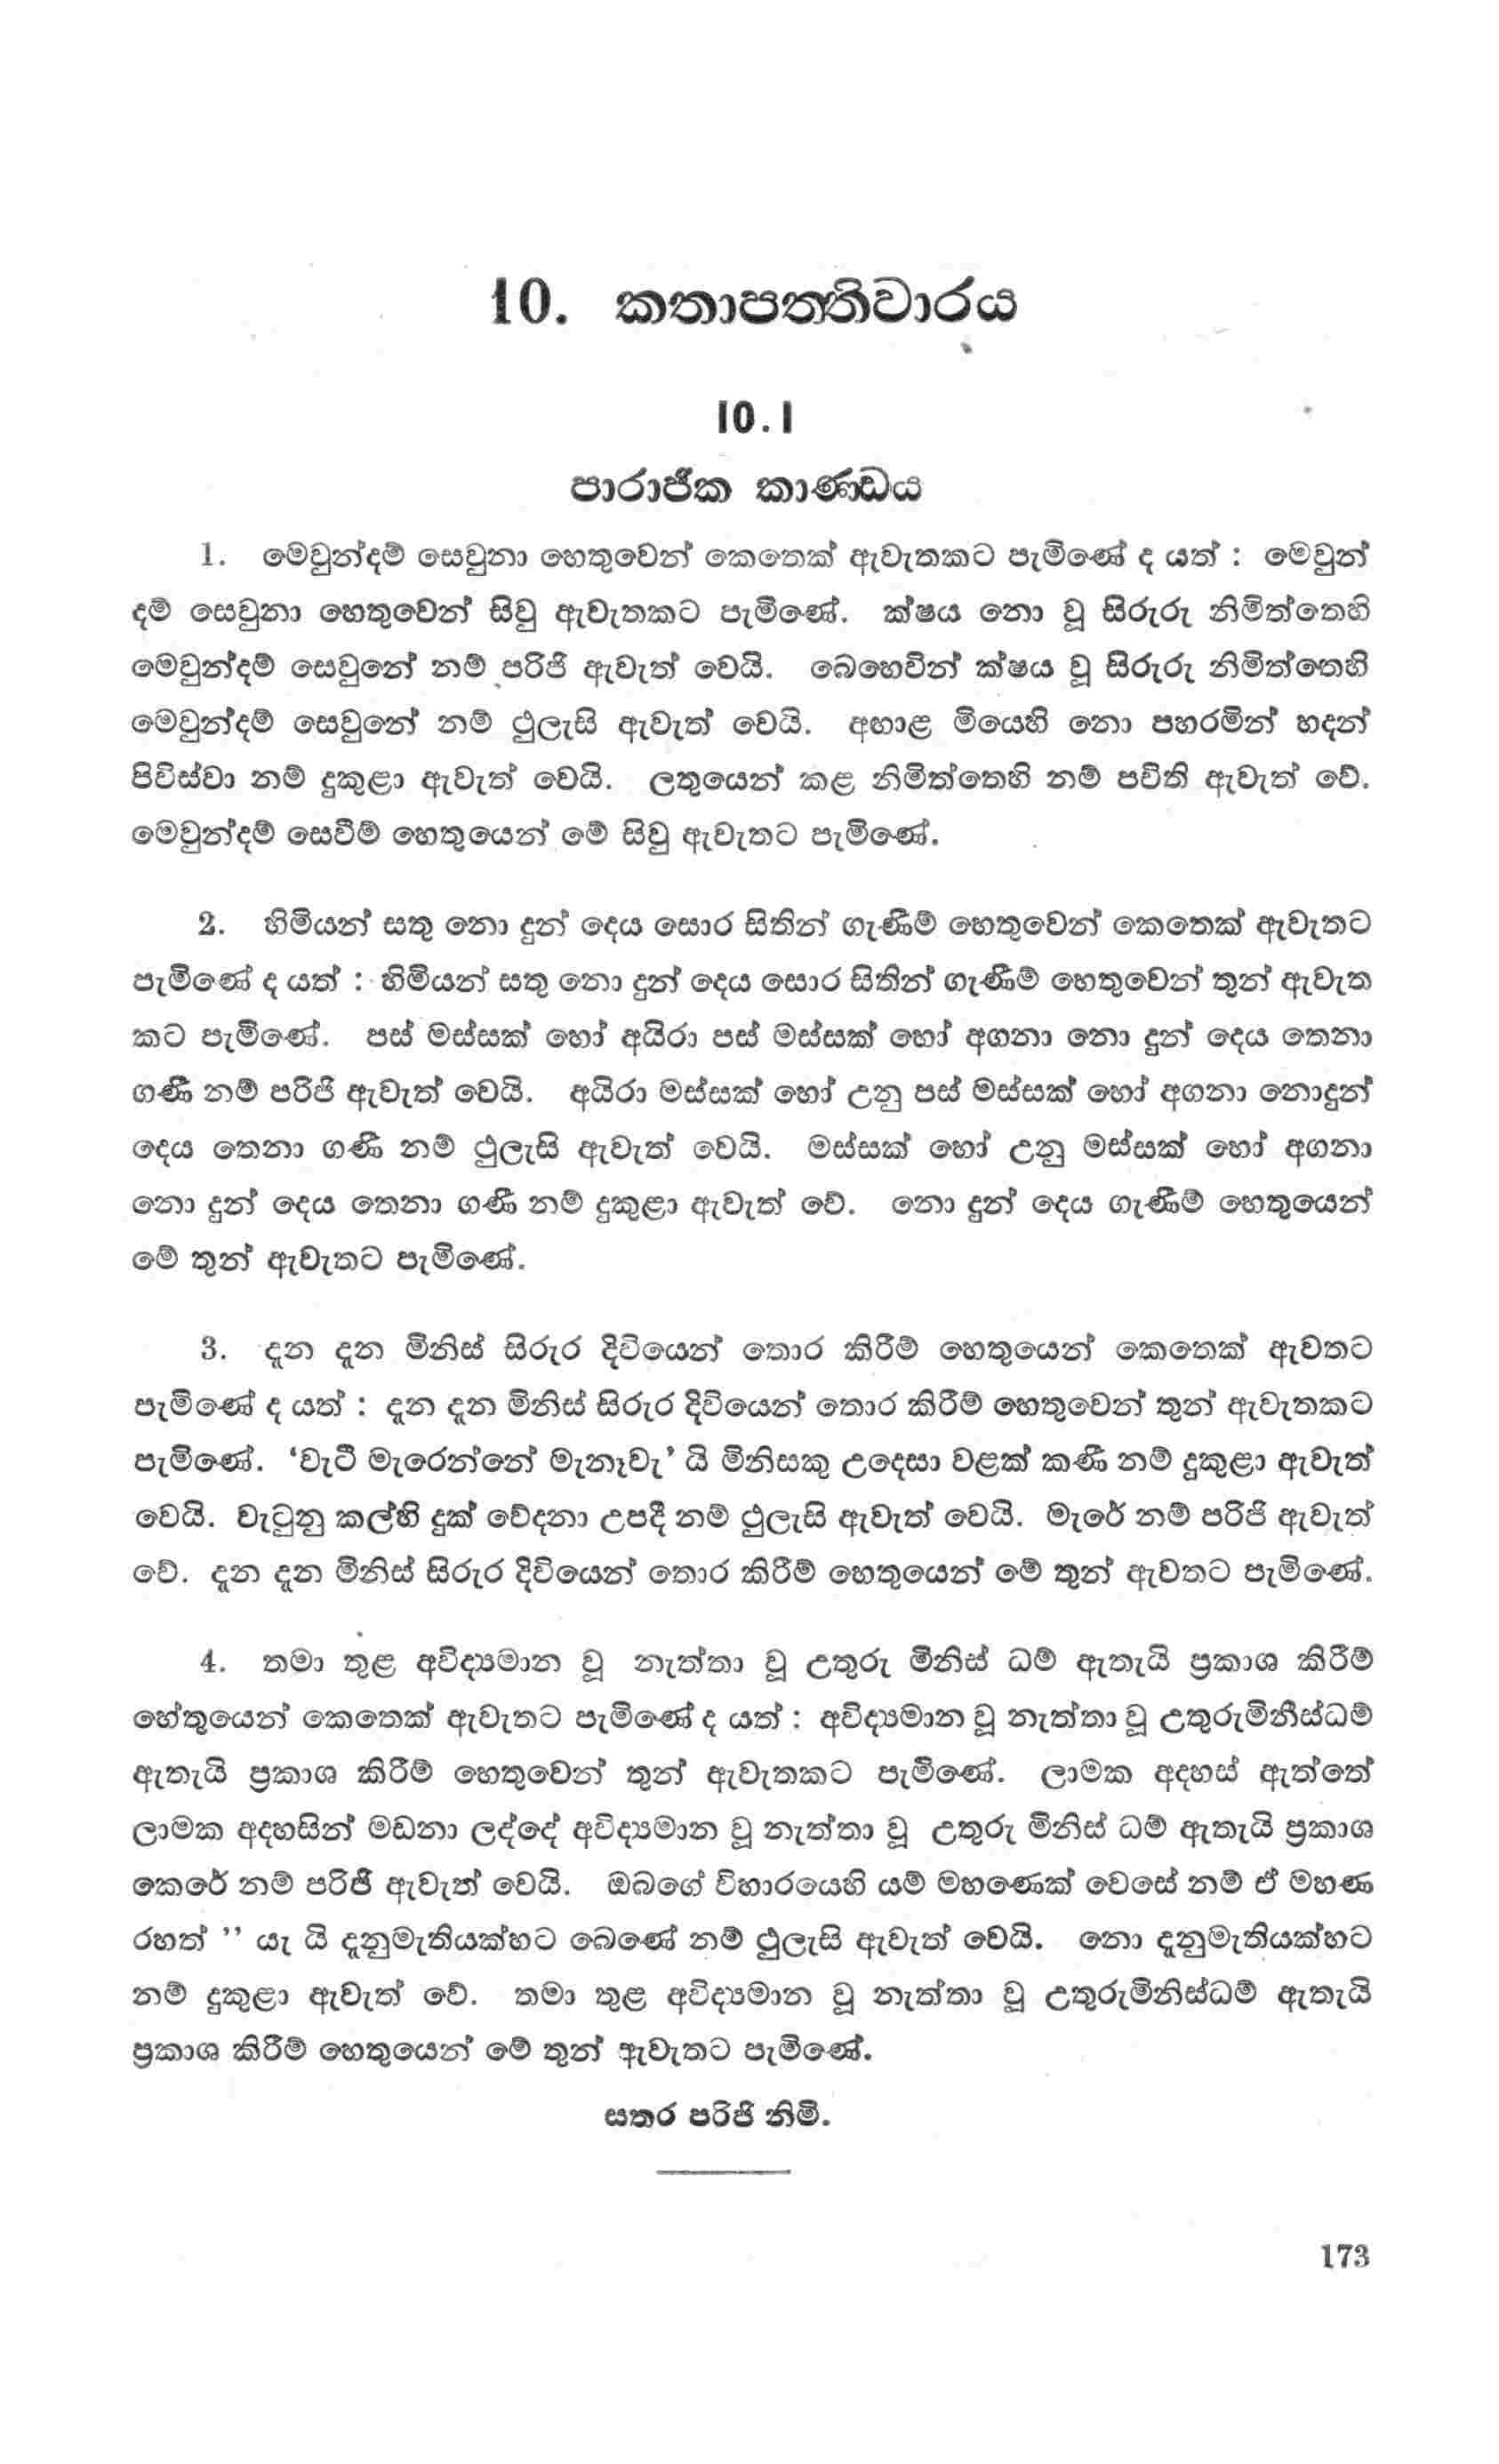 10. කතාපත්තිවාරය
10.1
පාරාජික කාණ්ඩය
1. මෙවුන්දම් සෙවුනා හෙතුවෙන් කෙතෙක් ඇවැතකට පැමිණේ ද යත් : මෙවුන්
දම් සෙවුනා හෙතුවෙන් සිවු ඇවැතකට පැමිණේ. ක්ෂය නො වූ සිරුරු නිමිත්තෙහි
මෙවුන්දම් සෙවුනේ නම් පරිජි ඇවැත් වෙයි. බෙහෙවින් ක්ෂය වූ සිරුරු නිමිත්තෙහි
මෙවුන්දම් සෙවුනේ නම් ථුලැසි ඇවැත් වෙයි. අඟාළ මියෙහි නො පහරමින් හදන්
පිවිස්වා නම් දුකුළා ඇවැත් වෙයි. ලතුයෙන් කළ නිමිත්තෙහි නම් පචිති ඇවැත් වේ.
මෙවුන්දම් සෙවීම් හෙතුයෙන් මේ සිවු ඇවැතට පැමිණේ.
2. හිමියන් සතු නො දුන් දෙය සොර සිතින් ගැණීම් හෙතුවෙන් කෙතෙක් ඇවැතට
පැමිණේ ද යත් : හිමියන් සතු නො දුන් දෙය සොර සිතින් ගැණීම් හෙතුවෙන් තුන් ඇවැත
කට පැමිණේ. පස් මස්සක් හෝ අයිරා පස් මස්සක් හෝ අගනා නො දුන් දෙය තෙනා
ගණී නම් පරිජි ඇවැත් වෙයි. අයිරා මස්සක් හෝ උනු පස් මස්සක් හෝ අගනා නොදුන්
දෙය තෙනා ගණී නම් ථුලැසි ඇවැත් වෙයි. මස්සක් හෝ උනු මස්සක් හෝ අගනා
නො දුන් දෙය තෙනා ගණී නම් දුකුළා ඇවැත් වේ. නො දුන් දෙය ගැණීම් හෙතුයෙන්
මේ තුන් ඇවැතට පැමිණේ.
3. දැන දැන මිනිස් සිරුර දිවියෙන් තොර කිරීම් හෙතුයෙන් කෙතෙක් ඇවතට
පැමිණේ ද යත් : දැන දැන මිනිස් සිරුර දිවියෙන් තොර කිරීම් හෙතුවෙන් තුන් ඇවැතකට
පැමිණේ. ‘වැටී මැරෙන්නේ මැනැවැ’ යි මිනිසකු උදෙසා වළක් කණී නම් දුකුළා ඇවැත්
වෙයි. වැටුනු කල්හි දුක් වේදනා උපදී නම් ථුලැසි ඇවැත් වෙයි. මැරේ නම් පරිජි ඇවැත්
වේ. දැන දැන මිනිස් සිරුර දිවියෙන් තොර කිරීම් හෙතුයෙන් මේ තුන් ඇවතට පැමිණේ.
4. තමා තුළ අවිද්‍යමාන වූ නැත්තා වූ උතුරු මිනිස් ධම් ඇතැයි ප්‍රකාශ කිරීම්
හේතුයෙන් කෙතෙක් ඇවැතට පැමිණේ ද යත් : අවිද්‍යමාන වූ නැත්තා වූ උතුරුමිනිස්ධම්
ඇතැයි ප්‍රකාශ කිරීම් හෙතුවෙන් තුන් ඇවැතකට පැමිණේ. ලාමක අදහස් ඇත්තේ
ලාමක අදහසින් මඩනා ලද්දේ අවිද්‍යමාන වූ නැත්තා වූ උතුරු මිනිස් ධම් ඇතැයි ප්‍රකාශ
කෙරේ නම් පරිජි ඇවැත් වෙයි. ඔබගේ විහාරයෙහි යම් මහණෙක් වෙසේ නම් ඒ මහණ
රහත් ” යැ යි දැනුමැතියක්හට බෙණේ නම් ථුලැසි ඇවැත් වෙයි. නො දැනුමැතියක්හට
නම් දුකුළා ඇවැත් වේ. තමා තුළ අවිද්‍යමාන වූ නැත්තා වූ උතුරුමිනිස්ධම් ඇතැයි
ප්‍රකාශ කිරීම් හෙතුයෙන් මේ තුන් ඇවැතට පැමිණේ.
සතර පරිජි නිමි.
173